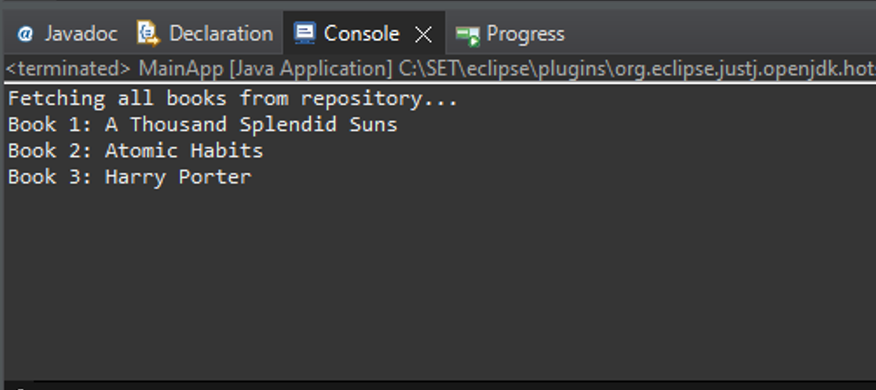 @ Javadoc Declaration Console Progress
<terminated> MainApp [Java Application] C:\SET\eclipse\plugins\org.eclipse.justj.openjdk.hot
Fetching all books from repository...
Book 1: A Thousand Splendid Suns
Book 2: Atomic Habits
Book 3: Harry Porter